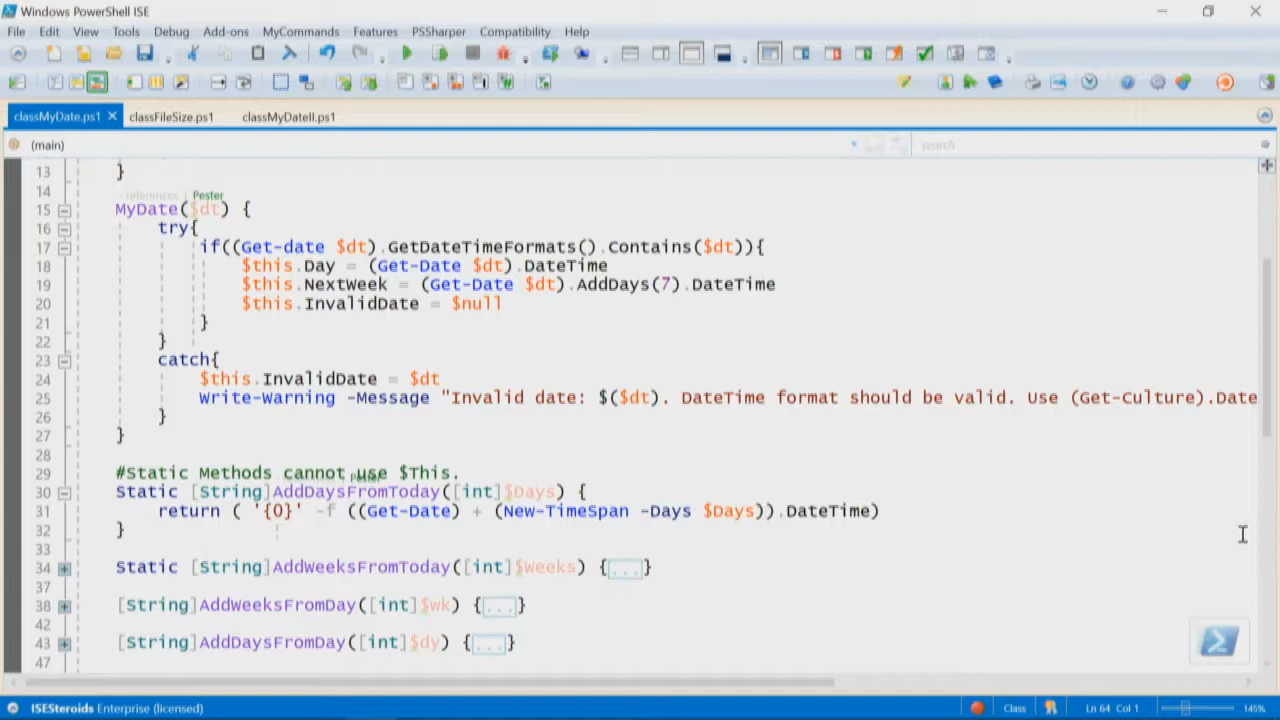 Windows PowerShell ISE
File Edit View Tools Debug Add-ons MyCommands Features PSSharper Compatibility Help
classMyDate.ps1 classFileSize.ps1 classMyDateII.ps1
(main) search
13 }
14
references | Pester
15 MyDate($dt) {
16 try{
17 if((Get-date $dt).GetDateTimeFormats().Contains($dt)){
18 $this.Day = (Get-Date $dt).DateTime
19 $this.NextWeek = (Get-Date $dt).AddDays(7).DateTime
20 $this.InvalidDate = $null
21 }
22 }
23 catch{
24 $this.InvalidDate = $dt
25 Write-Warning -Message "Invalid date: $($dt). DateTime format should be valid. Use (Get-Culture).Date
26 }
27 }
28
29 #Static Methods cannot use $This.
Pester
30 Static [String]AddDaysFromToday([int]$Days) {
31 return ( '{0}' -f ((Get-Date) + (New-TimeSpan -Days $Days)).DateTime)
32 }
33
34 Static [String]AddWeeksFromToday([int]$Weeks) {...}
37
38 [String]AddWeeksFromDay([int]$wk) {...}
42
43 [String]AddDaysFromDay([int]$dy) {...}
47
ISESteroids Enterprise (licensed) Class Ln 64 Col 1 145%